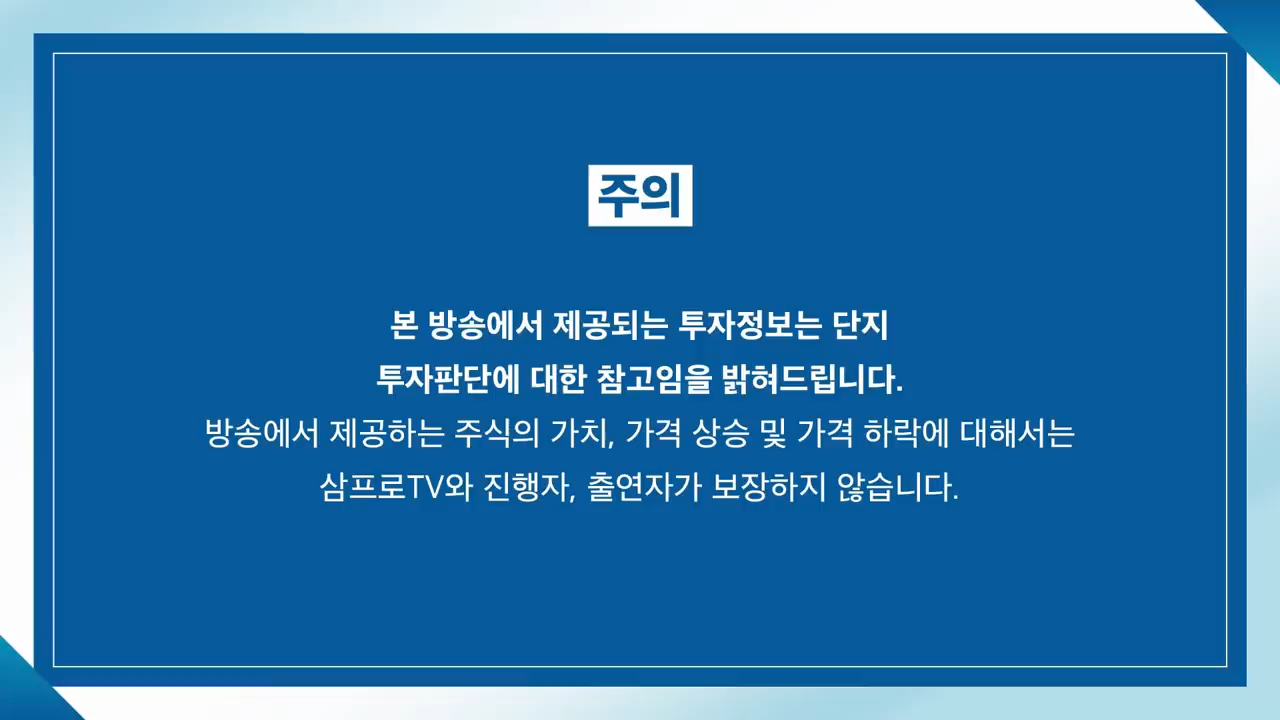 주의
본 방송에서 제공되는 투자정보는 단지
투자판단에 대한 참고임을 밝혀드립니다.
방송에서 제공하는 주식의 가치, 가격 상승 및 가격 하락에 대해서는
삼프로TV와 진행자, 출연자가 보장하지 않습니다.